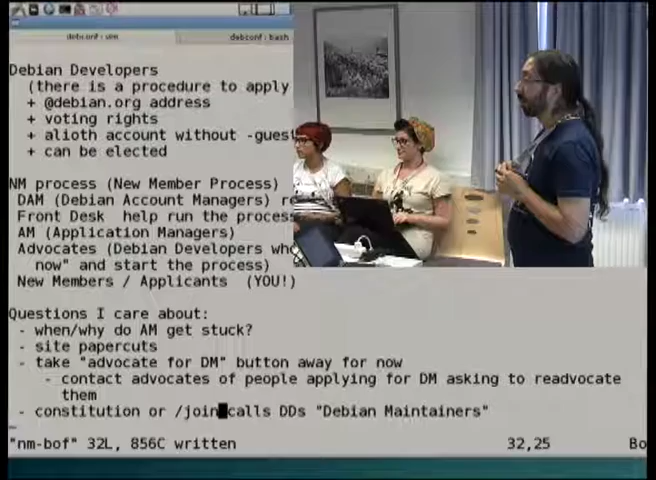 debconf: bash
Debian Developers
(there is a procedure to apply
+ @debian.org address
+ voting rights
+ alioth account without -guest
+ can be elected
NM process (New Member Process)
DAM (Debian Account Managers) re
Front Desk help run the process
AM (Application Managers)
Advocates (Debian Developers who
now" and start the process)
New Members / Applicants (YOU!)
Questions I care about:
- when/why do AM get stuck?
- site papercuts
- take "advocate for DM" button away for now
- contact advocates of people applying for DM asking to readvocate
them
- constitution or /join calls DDs "Debian Maintainers"
"nm-bof" 32L, 856C written 32,25 Bo